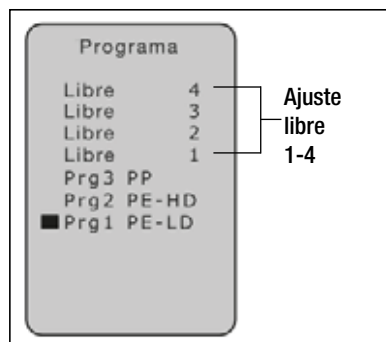 Programa
Libre 4
Libre 3
Libre 2
Libre 1
Prg3 PP
Prg2 PE-HD
Prg1 PE-LD
Ajuste
libre
1-4